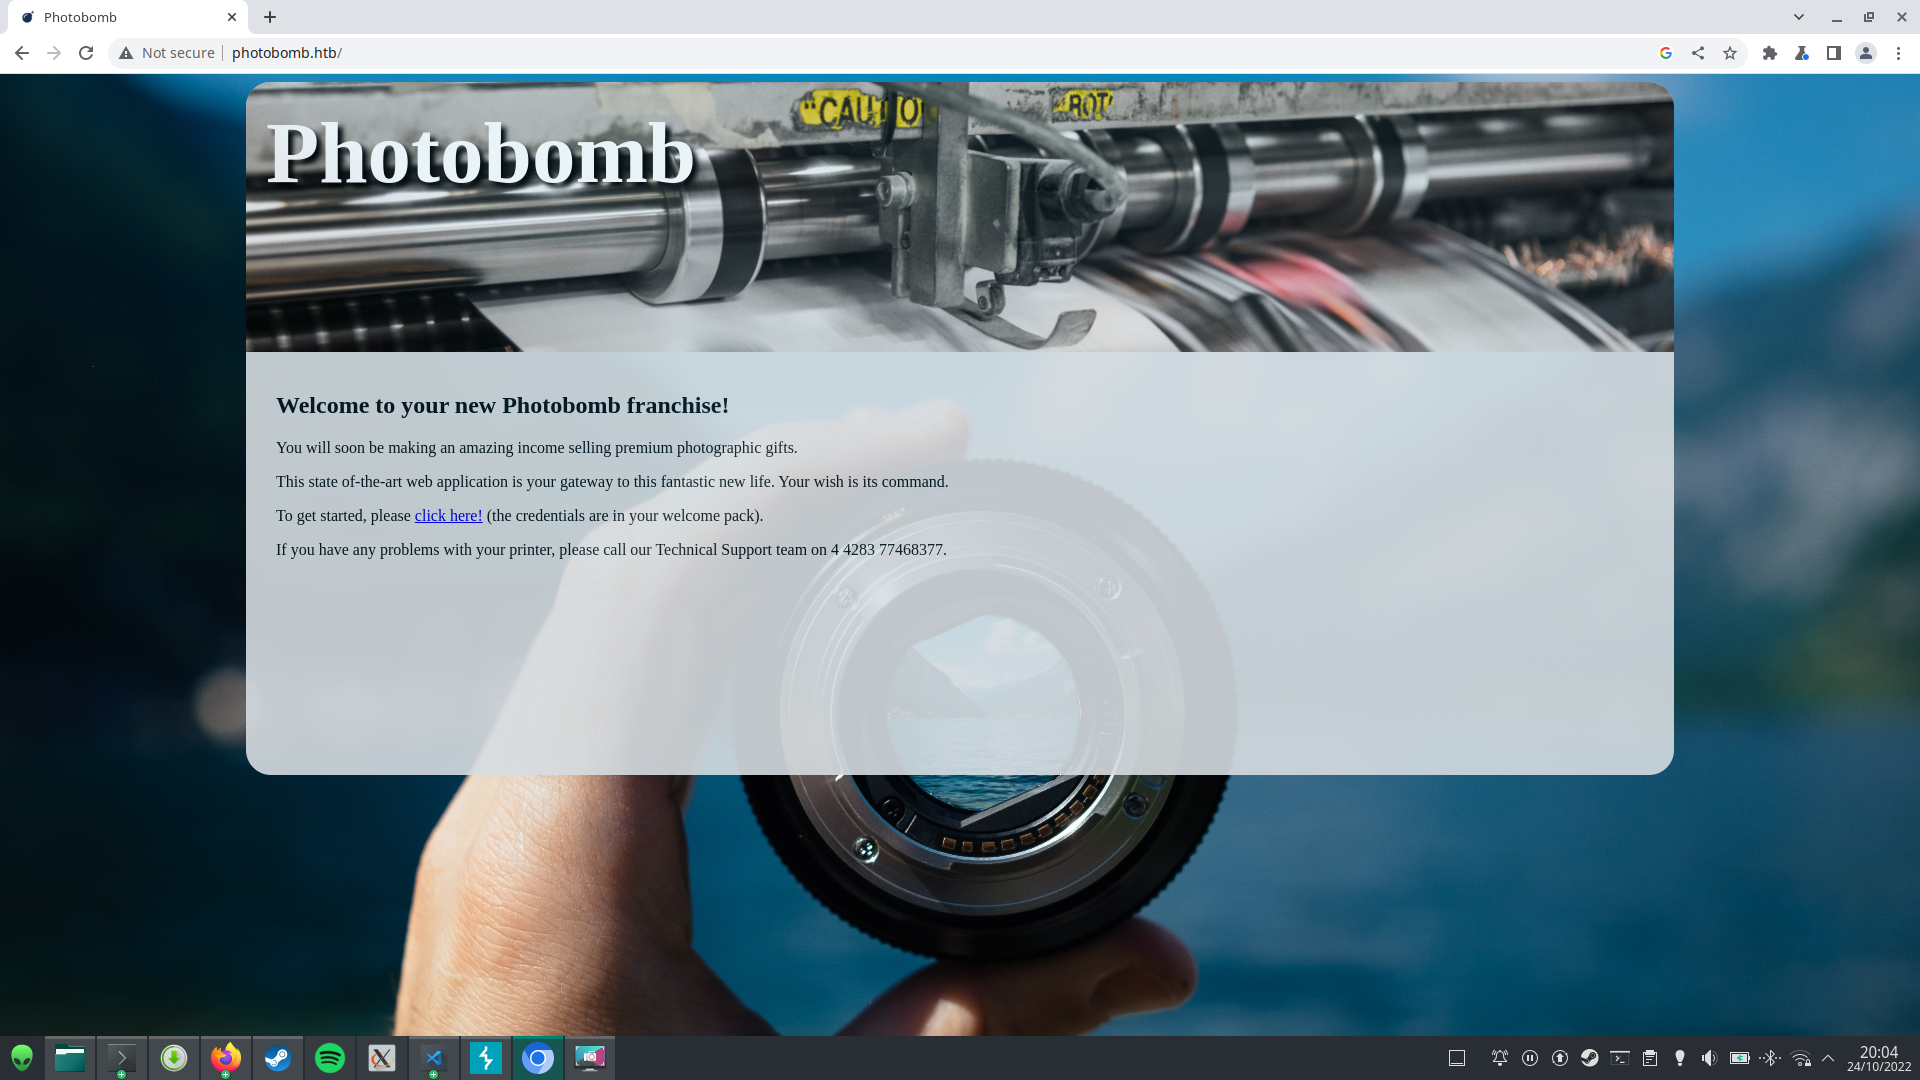 Photobomb
Not secure
photobomb.htb/
"CAUTIO
ROT
Photobomb
Welcome to your new Photobomb franchise!
You will soon be making an amazing income selling premium photographic gifts.
This state of-the-art web application is your gateway to this fantastic new life. Your wish is its command.
To get started, please click here! (the credentials are in your welcome pack).
If you have any problems with your printer, please call our Technical Support team on 4 4283 77468377.
20:04
24/10/2022